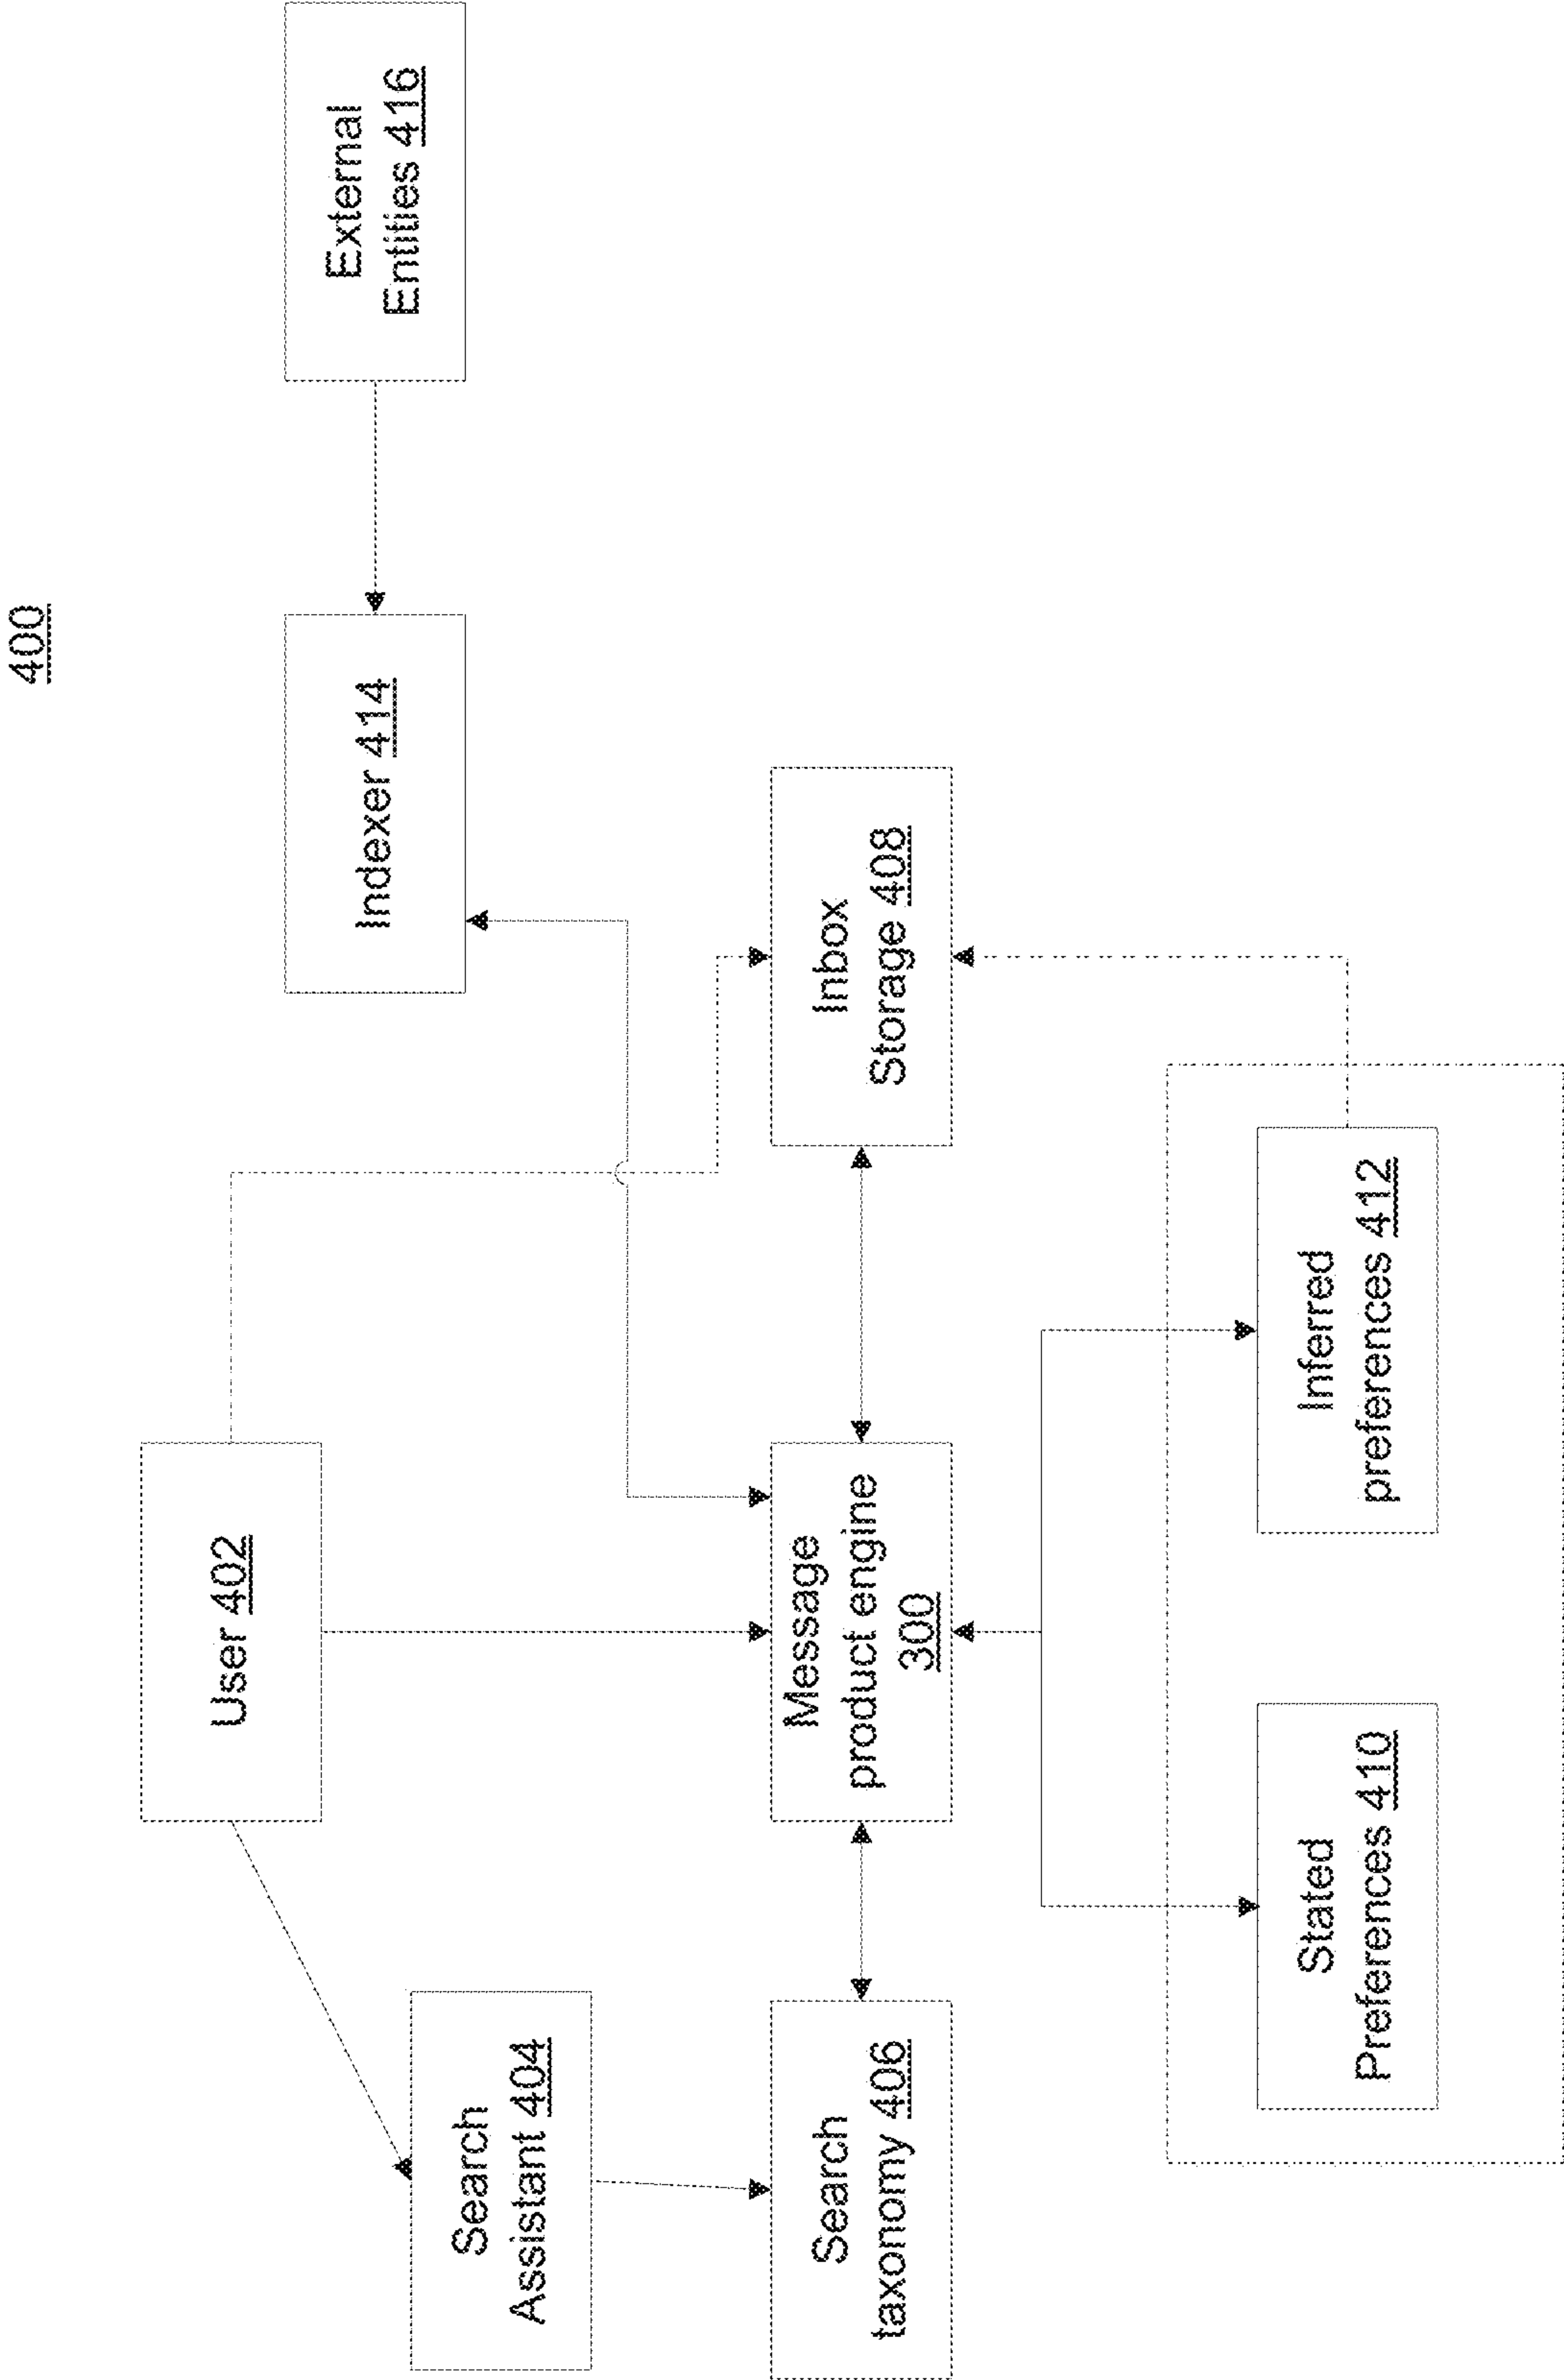 400
User 402
External
Entities 416
Indexer 414
Search
Assistant 404
Search
taxonomy 406
Message
product engine
300
Inbox
Storage 408
Stated
Preferences 410
Inferred
preferences 412